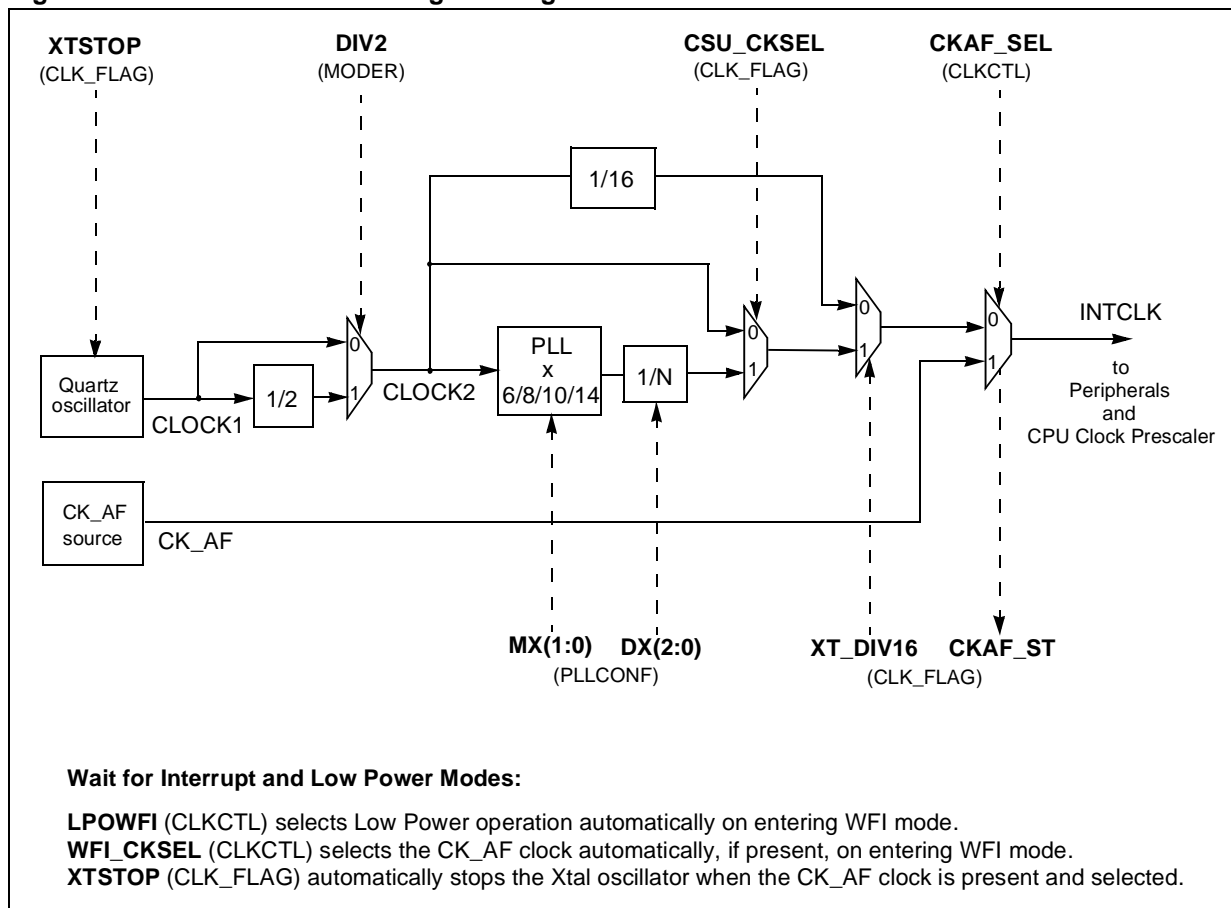 XTSTOP
(CLK_FLAG)
DIV2
(MODER)
CSU_CKSEL
(CLK_FLAG)
CKAF_SEL
(CLKCTL)
1/16
Quartz
oscillator
CLOCK1
1/2
0
1
CLOCK2
PLL
x
6/8/10/14
1/N
0
1
0
1
0
1
INTCLK
to
Peripherals
and
CPU Clock Prescaler
CK_AF
source
CK_AF
MX(1:0) DX(2:0)
(PLLCONF)
XT_DIV16 CKAF_ST
(CLK_FLAG)
Wait for Interrupt and Low Power Modes:
LPOWFI (CLKCTL) selects Low Power operation automatically on entering WFI mode.
WFI_CKSEL (CLKCTL) selects the CK_AF clock automatically, if present, on entering WFI mode.
XTSTOP (CLK_FLAG) automatically stops the Xtal oscillator when the CK_AF clock is present and selected.